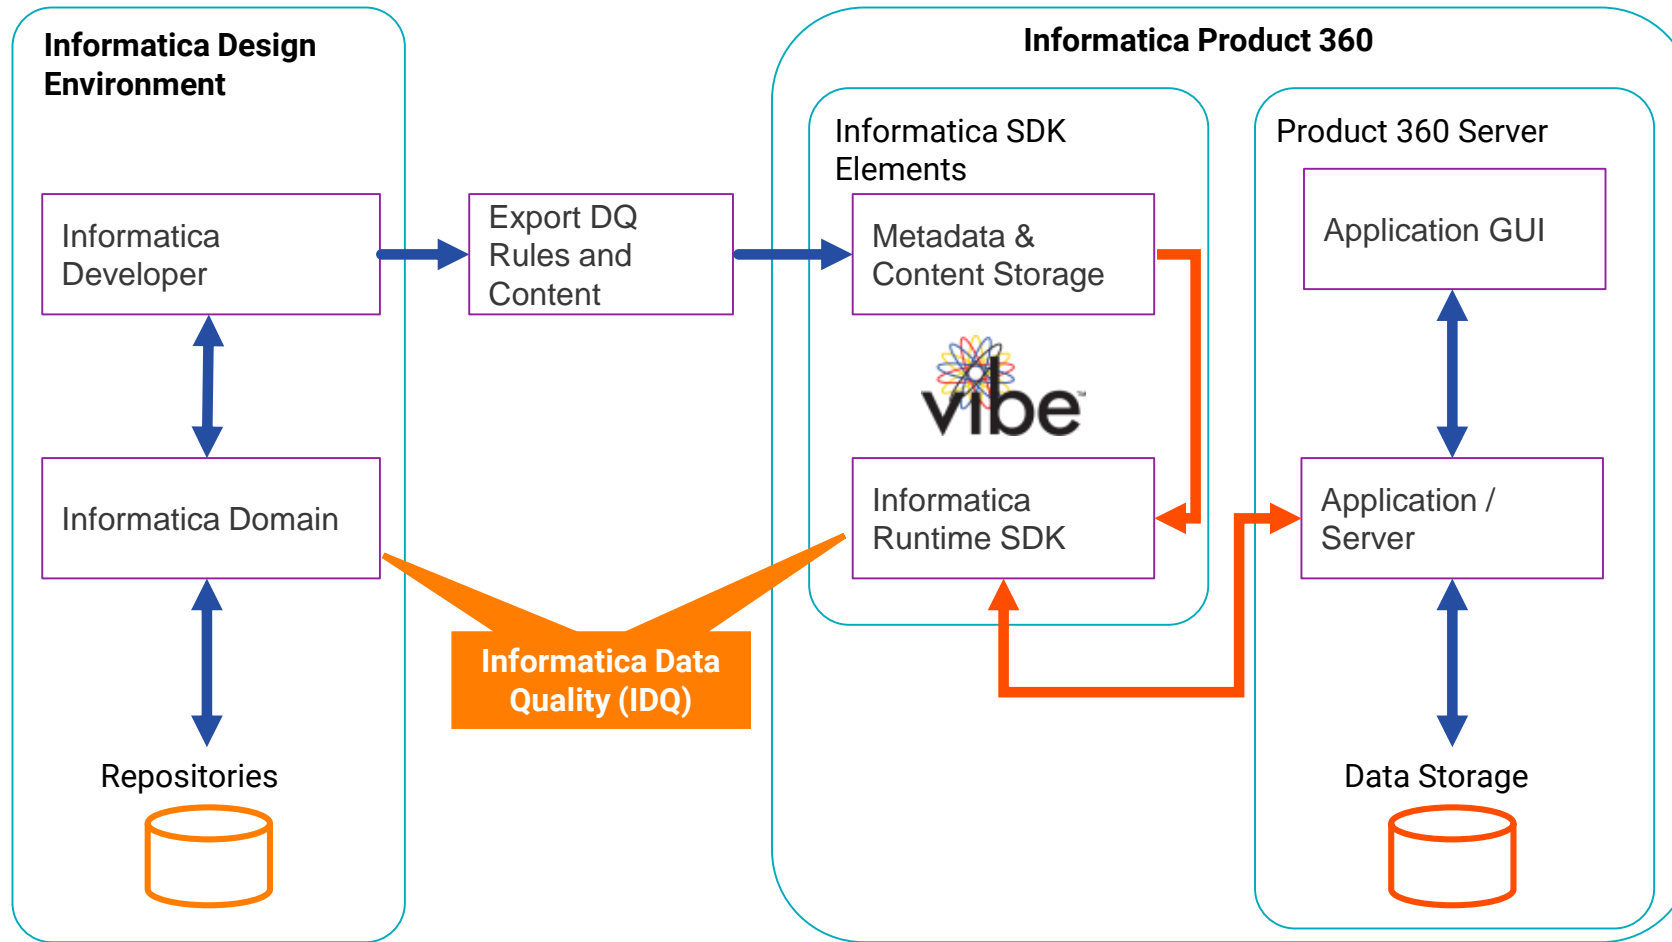 Informatica Design
Environment
Informatica
Developer
Informatica Domain
Repositories
Export DQ
Rules and
Content
Informatica Data
Quality (IDQ)
Informatica Product 360
Informatica SDK
Elements
Metadata &
Content Storage
vibe™
Informatica
Runtime SDK
Product 360 Server
Application GUI
Application /
Server
Data Storage